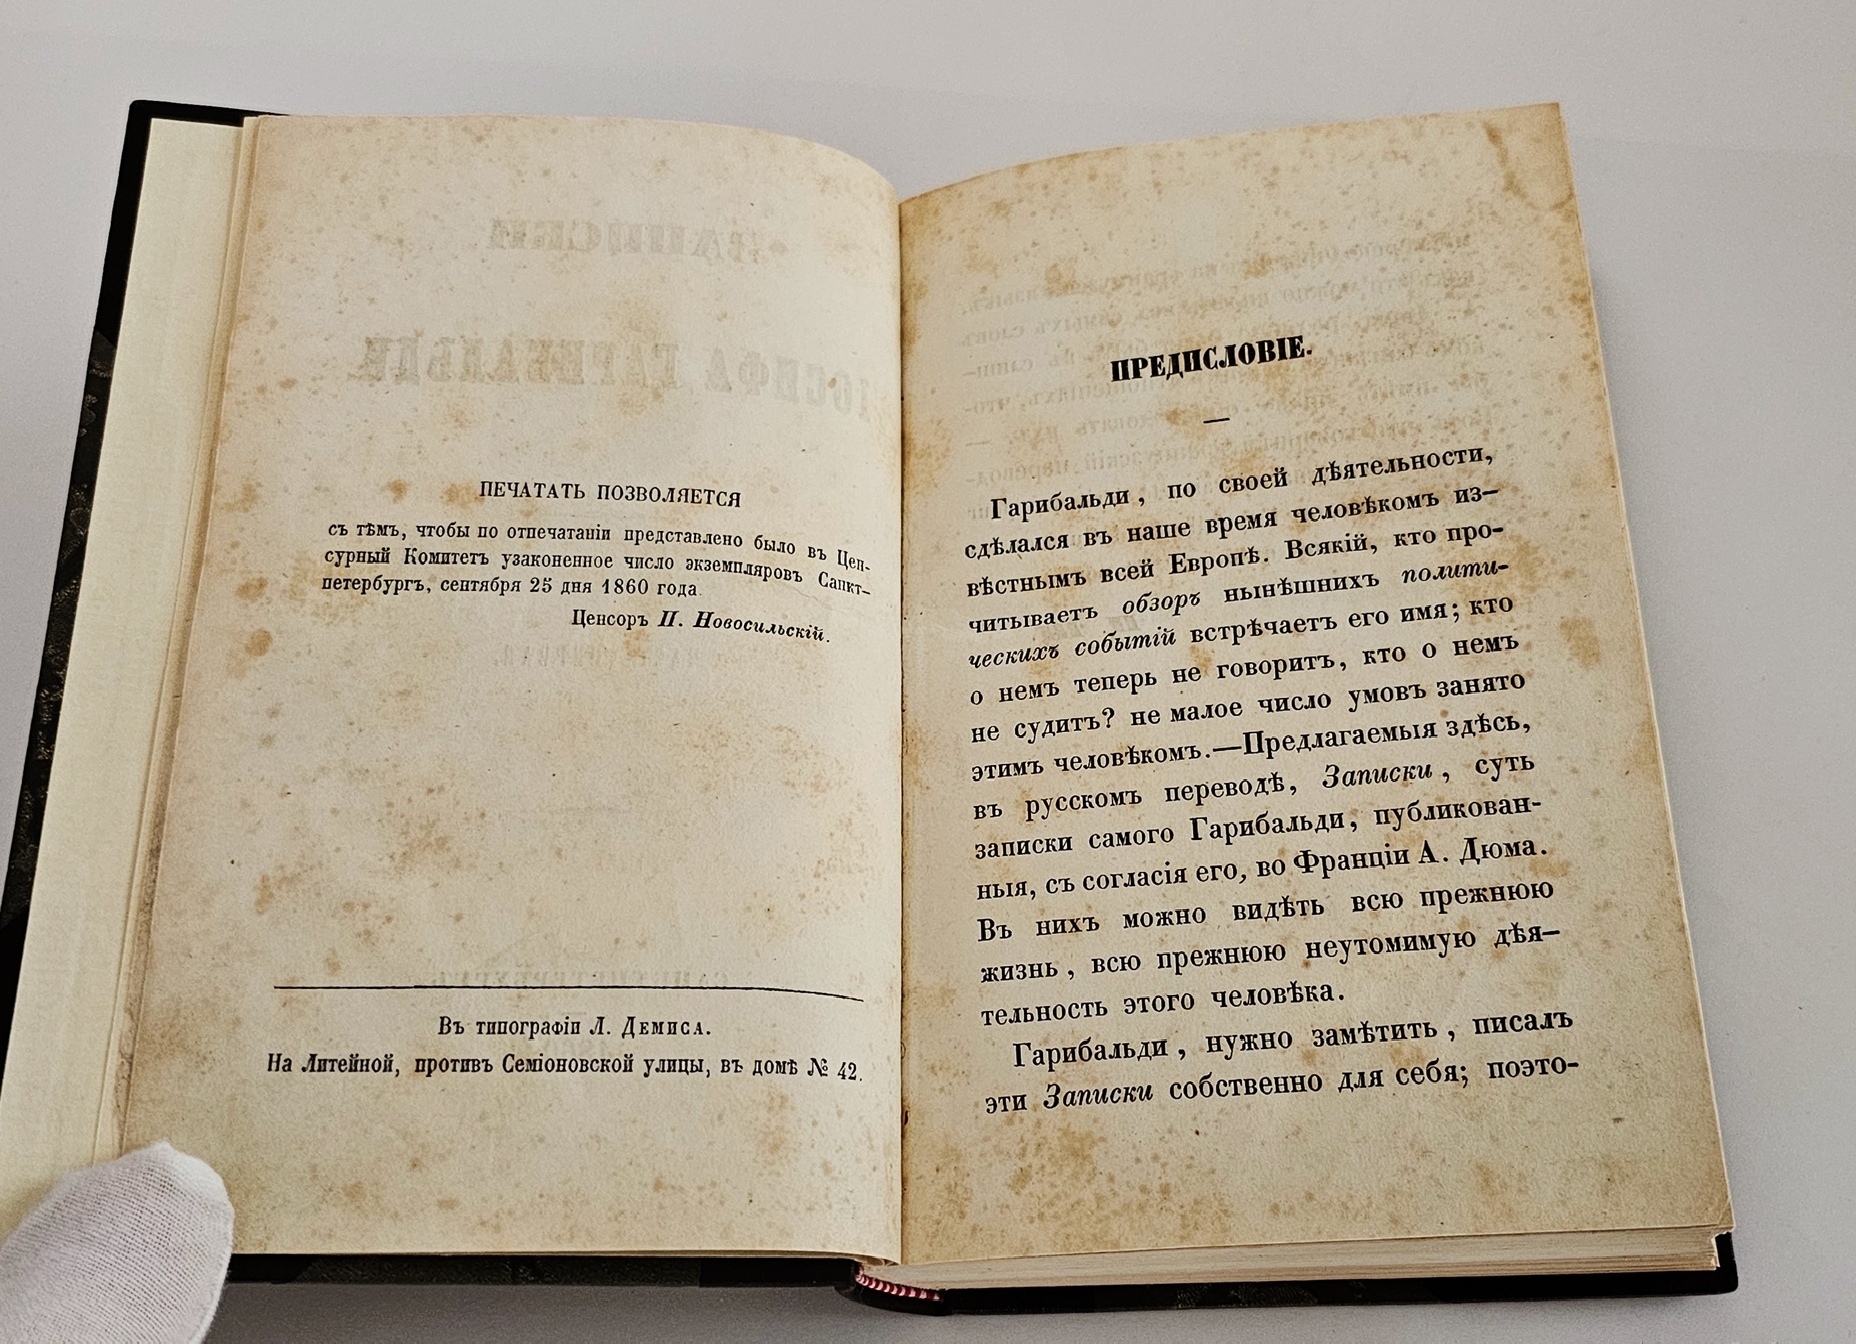 ПЕЧАТАТЬ ПОЗВОЛЯЕТСЯ
съ тѣмъ, чтобы по отпечатаніи представлено было въ Цен-
сурный Комитетъ узаконенное число экземпляровъ Санкт-
петербургъ, сентября 25 дня 1860 года.
Ценсоръ П. Новосильскій.
Въ типографіи Л. Демиса.
На Литейной, противъ Семіоновской улицы, въ домѣ № 42.
ПРЕДИСЛОВІЕ.
Гарибальди, по своей дѣятельности,
сдѣлался въ наше время человѣкомъ из-
вѣстнымъ всей Европѣ. Всякій, кто про-
читываетъ обзоръ нынѣшнихъ полити-
ческихъ событій встрѣчаетъ его имя; кто
о немъ теперь не говоритъ, кто о немъ
не судитъ? не малое число умовъ занято
этимъ человѣкомъ.—Предлагаемыя здѣсь,
въ русскомъ переводѣ, Записки, суть
записки самого Гарибальди, публикован-
ныя, съ согласія его, во Франціи А. Дюма.
Въ нихъ можно видѣть всю прежнюю
жизнь, всю прежнюю неутомимую дѣя-
тельность этого человѣка.
Гарибальди, нужно замѣтить, писалъ
эти Записки собственно для себя; поэто-